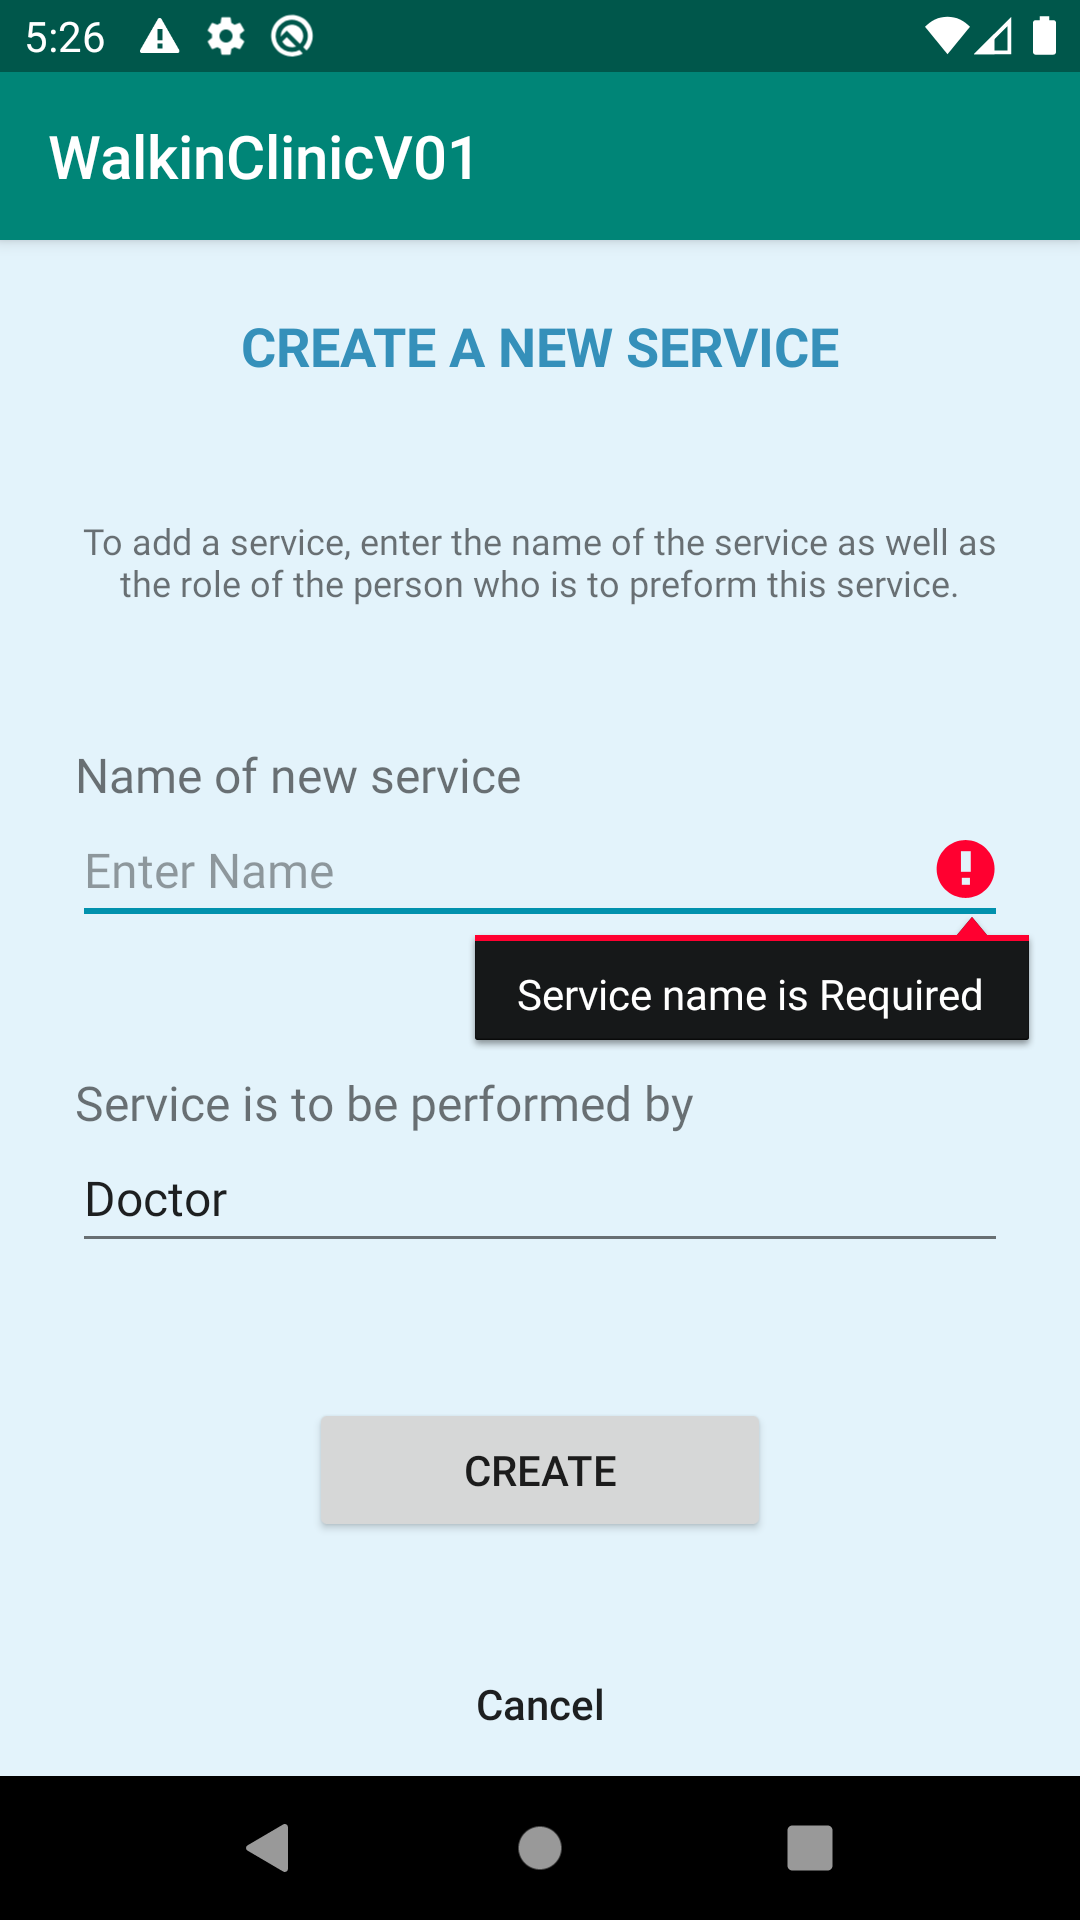 5:26
WalkinClinicV01
CREATE A NEW SERVICE
To add a service, enter the name of the service as well as
the role of the person who is to preform this service.
Name of new service
Enter Name
Service name is Required
Service is to be performed by
Doctor
CREATE
Cancel